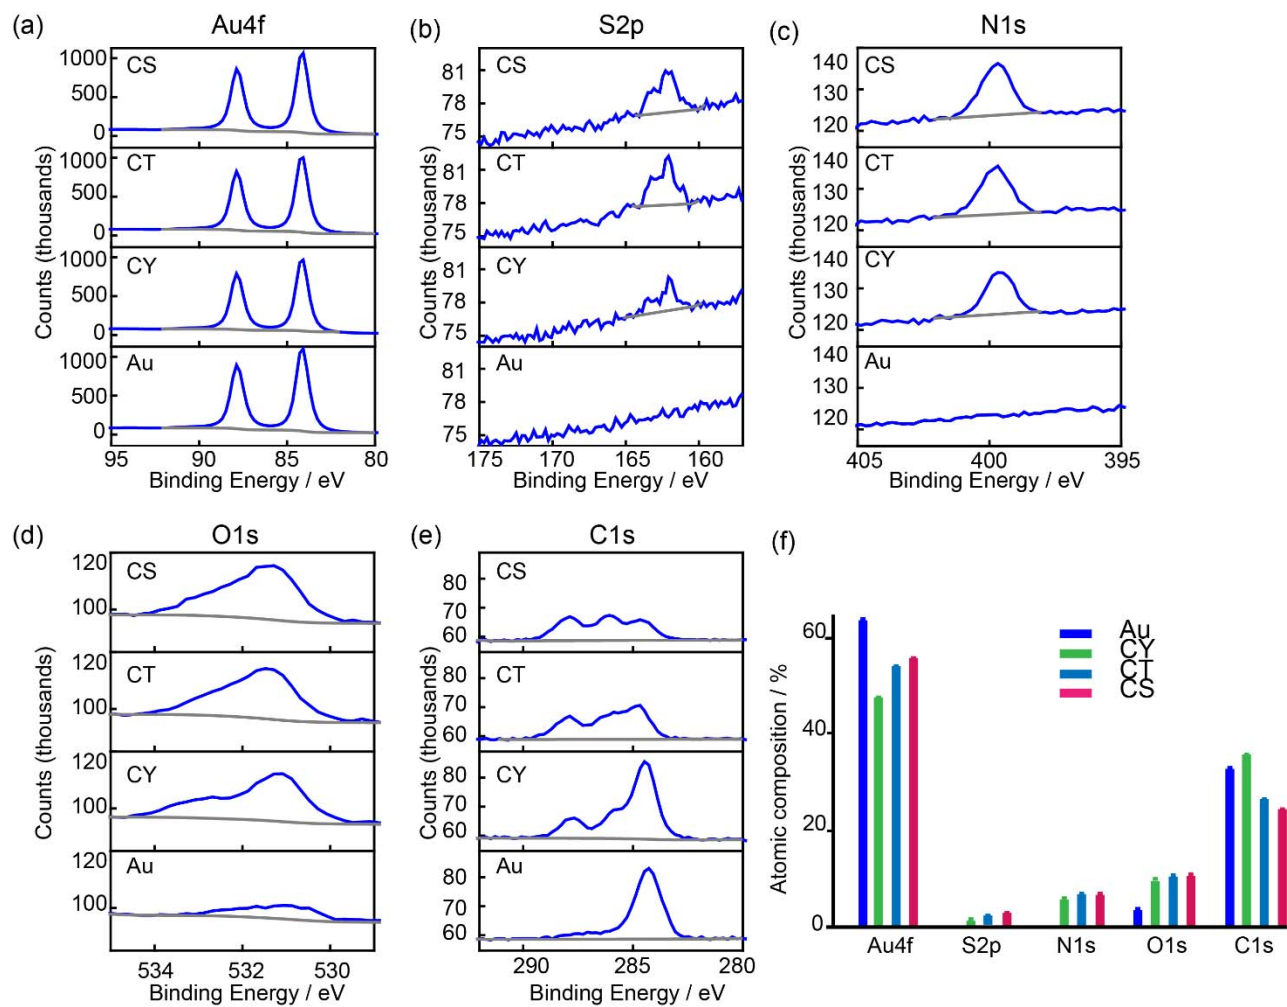 (a) Au4f
CS
1000
500
0
CT
1000
500
0
CY
1000
500
0
Au
1000
500
0
Counts (thousands)
95 90 85 80
Binding Energy / eV
(b) S2p
CS
81
78
75
CT
81
78
75
CY
81
78
75
Au
81
78
75
Counts (thousands)
175 170 165 160
Binding Energy / eV
(c) N1s
CS
140
130
120
CT
140
130
120
CY
140
130
120
Au
140
130
120
405 400 395
Binding Energy / eV
(d) O1s
CS
120
100
CT
120
100
CY
120
100
Au
120
100
Counts (thousands)
534 532 530
Binding Energy / eV
(e) C1s
CS
80
70
60
CT
80
70
60
CY
80
70
60
Au
80
70
60
Counts (thousands)
292 288 284 280
Binding Energy / eV
(f)
Au
CY
CT
CS
60
40
20
0
Atomic composition / %
Au4f S2p N1s O1s C1s